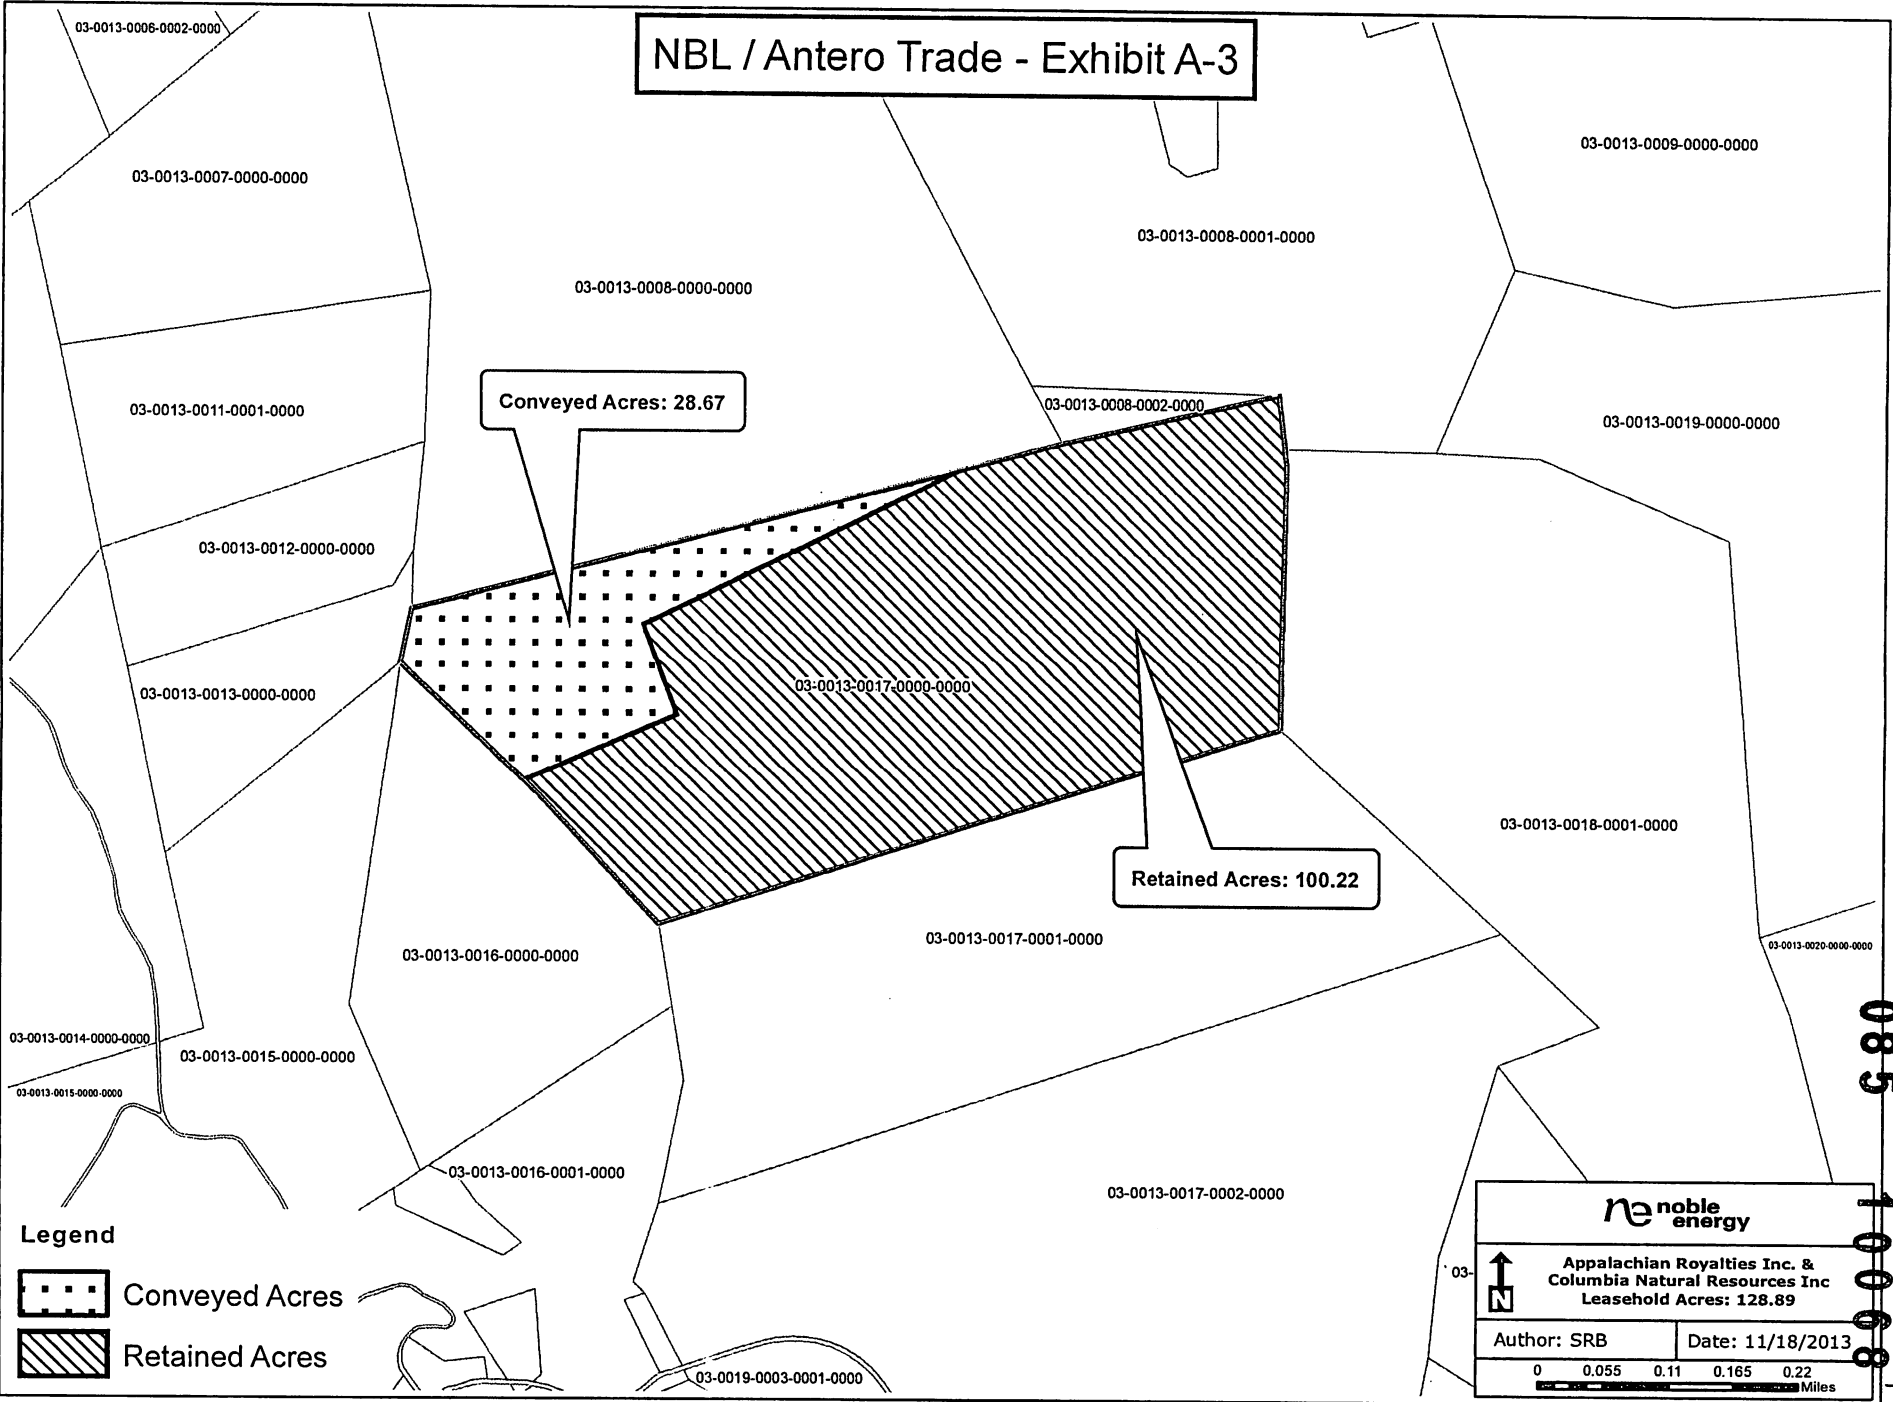 NBL / Antero Trade - Exhibit A-3
03-0013-0006-0002-0000
03-0013-0007-0000-0000
03-0013-0009-0000-0000
03-0013-0008-0001-0000
03-0013-0008-0000-0000
03-0013-0011-0001-0000
Conveyed Acres: 28.67
03-0013-0008-0002-0000
03-0013-0019-0000-0000
03-0013-0012-0000-0000
03-0013-0013-0000-0000
03-0013-0017-0000-0000
03-0013-0018-0001-0000
Retained Acres: 100.22
03-0013-0016-0000-0000
03-0013-0017-0001-0000
03-0013-0020-0000-0000
03-0013-0014-0000-0000
03-0013-0015-0000-0000
03-0013-0015-0000-0000
03-0013-0016-0001-0000
03-0013-0017-0002-0000
03-0019-0003-0001-0000
Legend
Conveyed Acres
Retained Acres
03-
ne noble
energy
N
Appalachian Royalties Inc. &
Columbia Natural Resources Inc
Leasehold Acres: 128.89
Author: SRB
Date: 11/18/2013
0 0.055 0.11 0.165 0.22
Miles